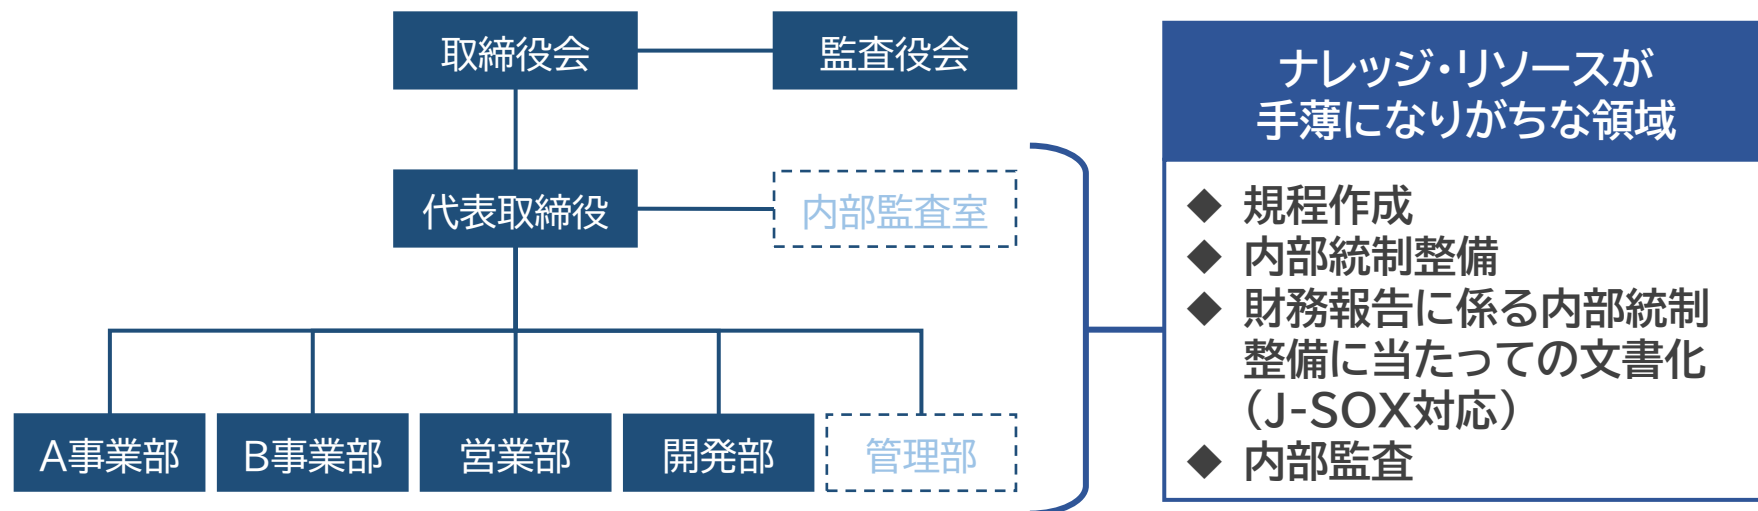 取締役会
監査役会
代表取締役
内部監査室
A事業部
B事業部
営業部
開発部
管理部
ナレッジ・リソースが
手薄になりがちな領域
◆ 規程作成
◆ 内部統制整備
◆ 財務報告に係る内部統制
整備に当たっての文書化
（J-SOX対応）
◆ 内部監査